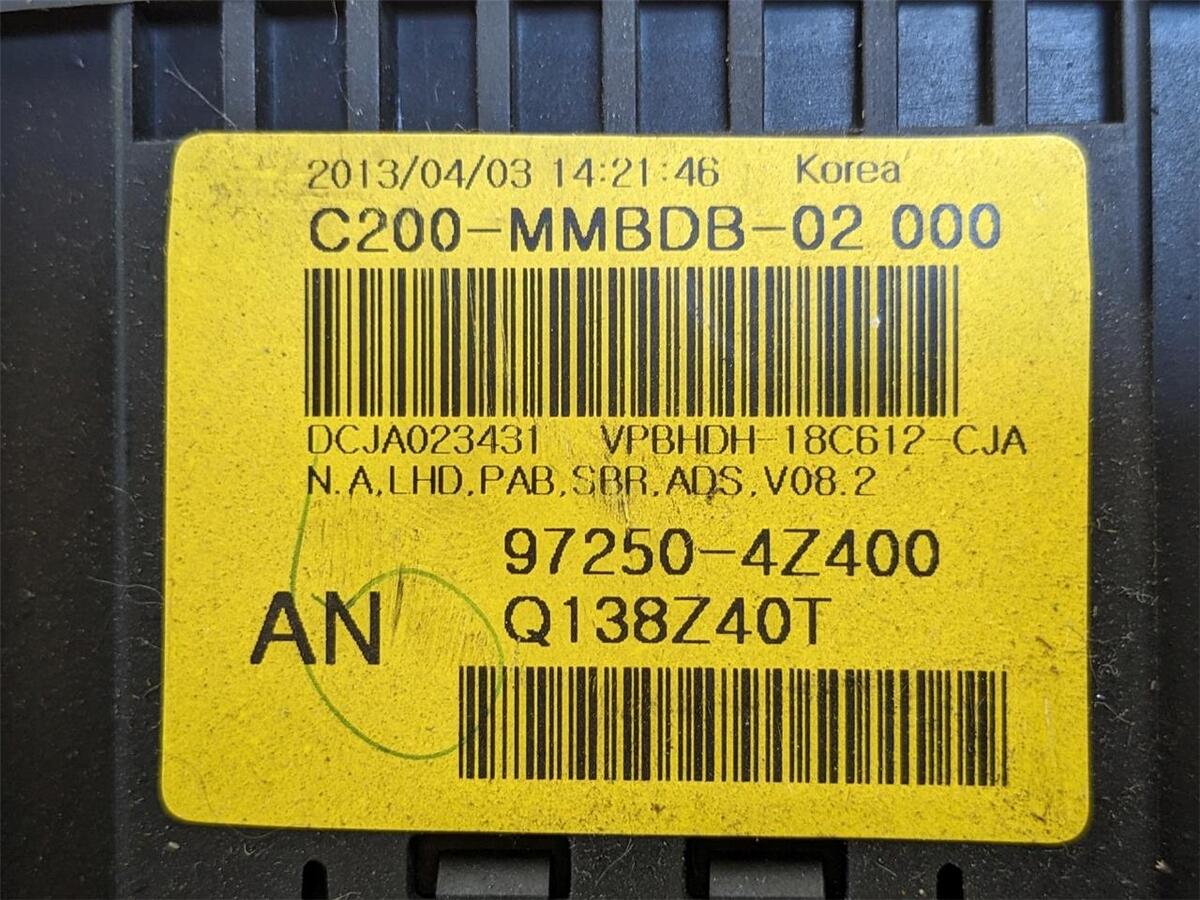 2013/04/03 14:21:46 Korea
C200-MMBDB-02 000
DCJA023431 VPBHDH-18C612-CJA
N.A,LHD,PAB,SBR,ADS,V08.2
97250-4Z400
AN Q138Z40T